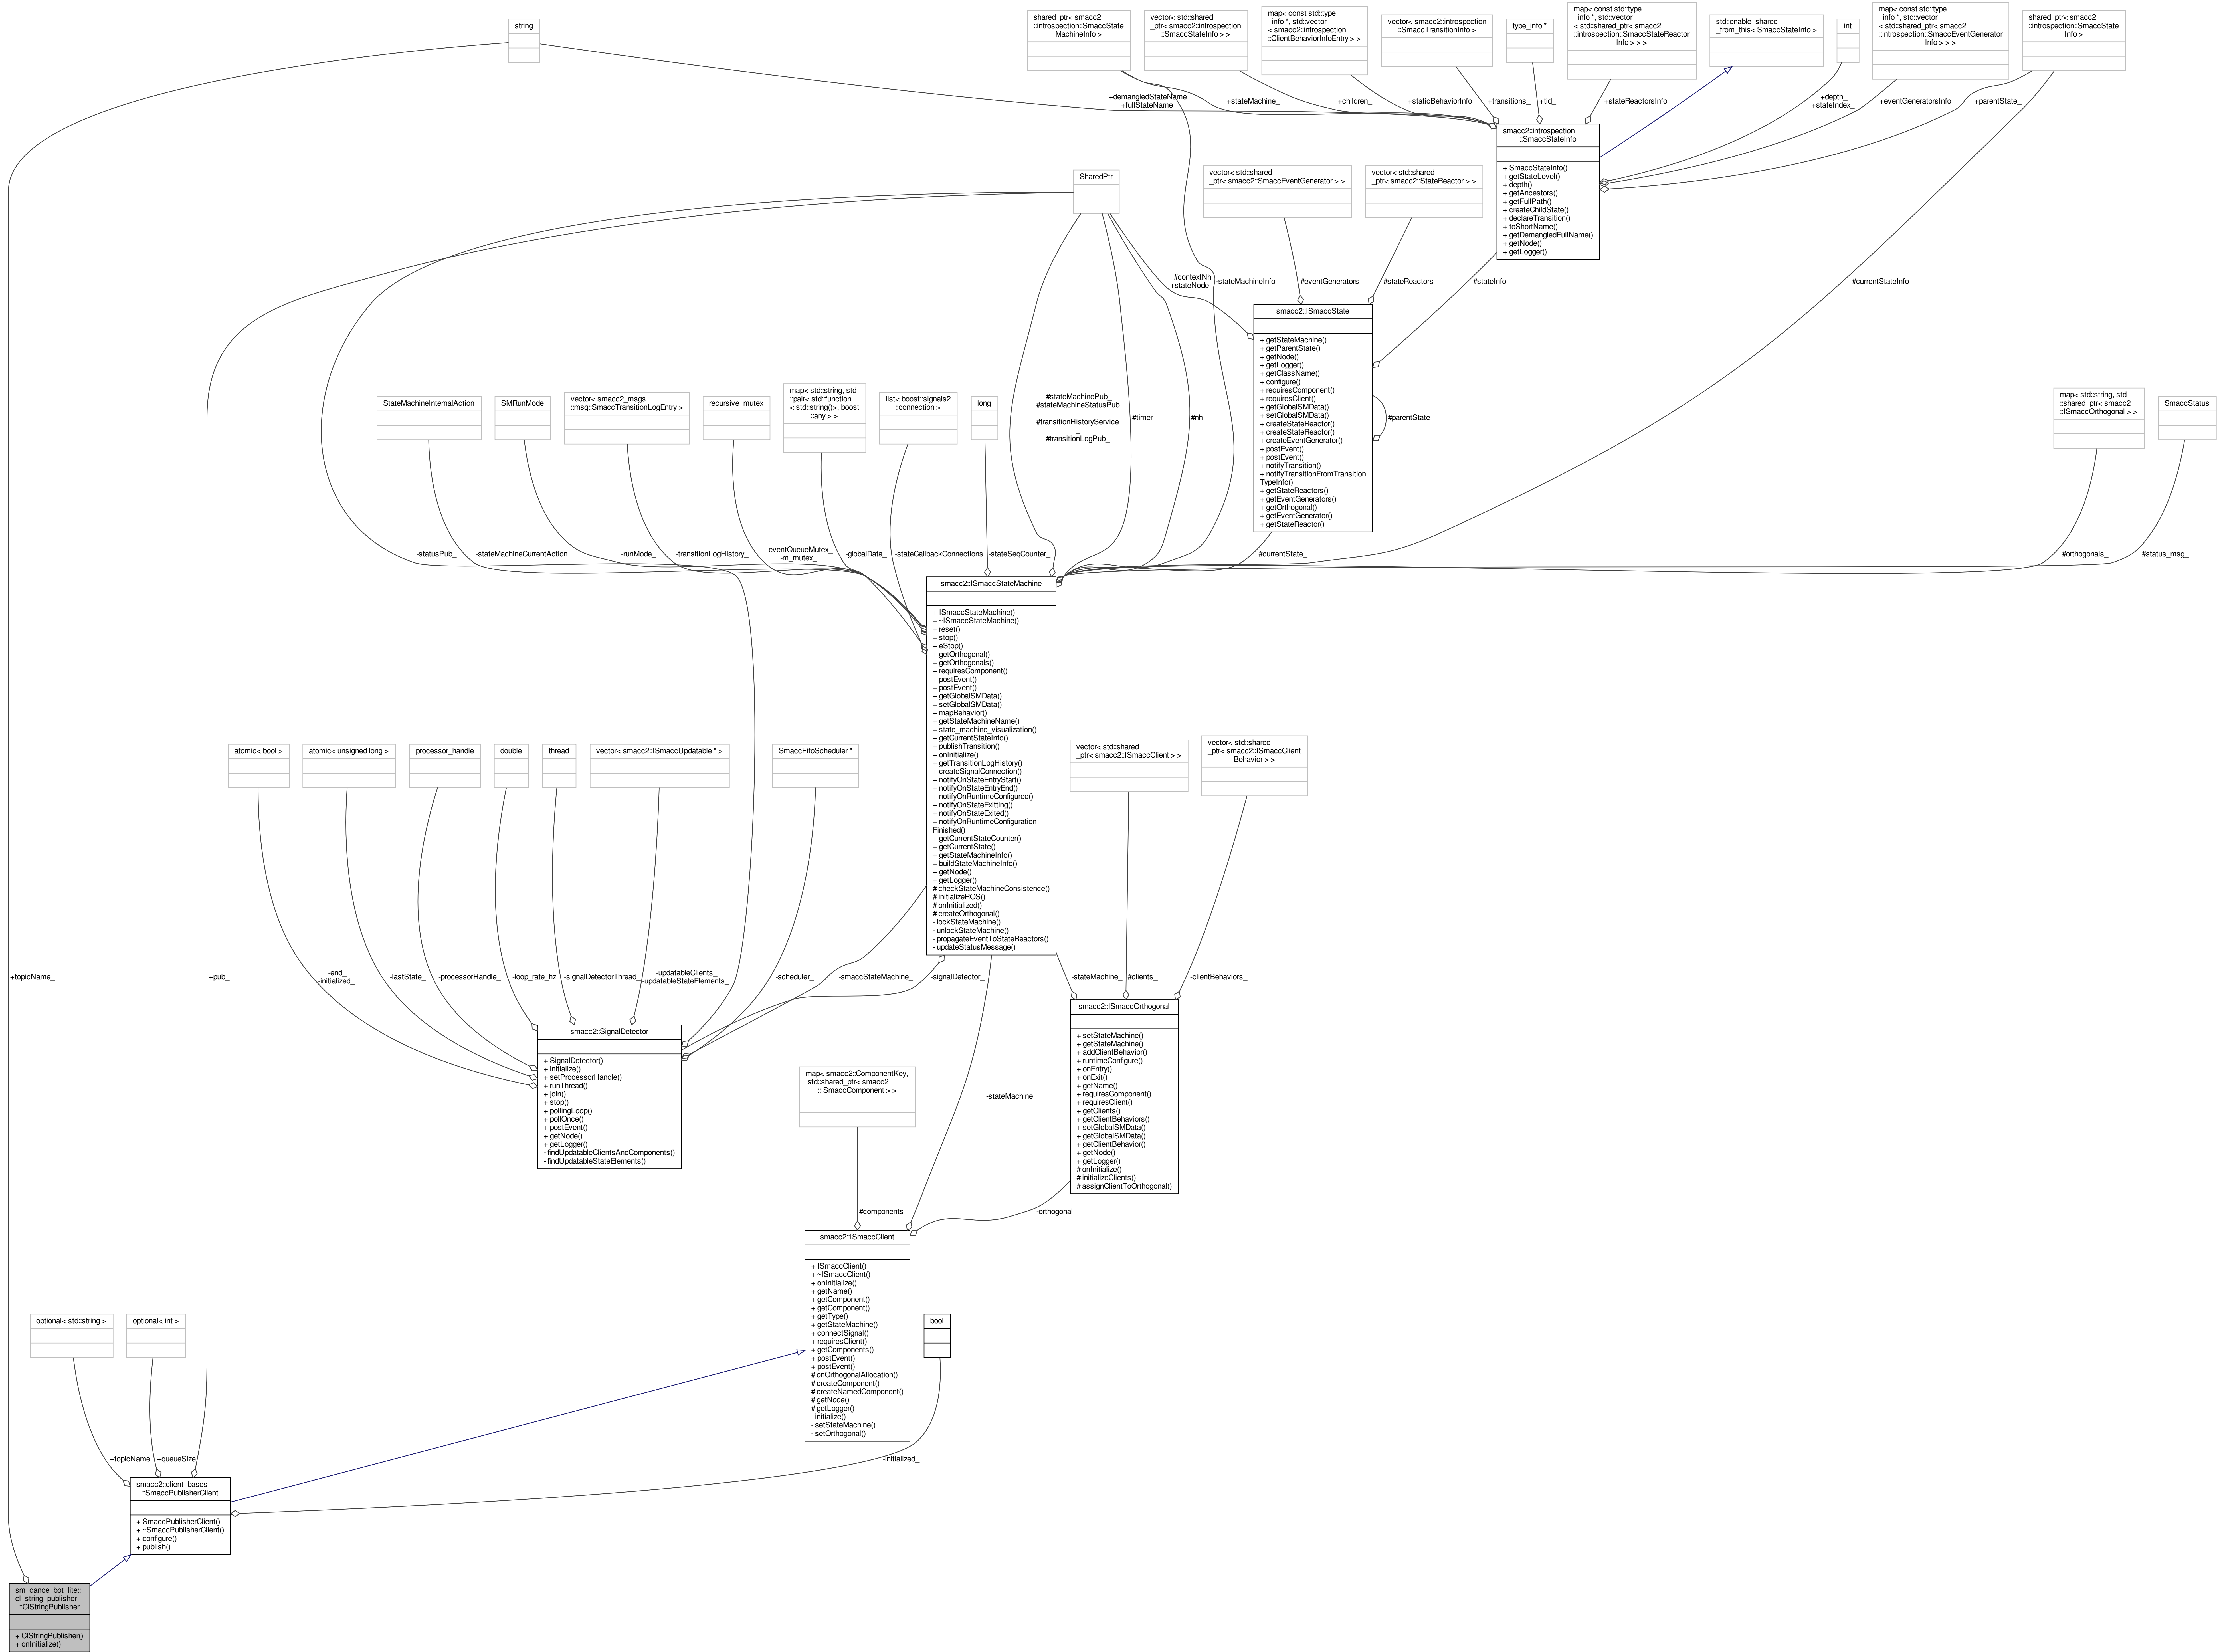 string
shared_ptr< smacc2
::introspection::SmaccState
MachineInfo >
vector< std::shared
_ptr< smacc2::introspection
::SmaccStateInfo > >
map< const std::type
_info *, std::vector
< smacc2::introspection
::ClientBehaviorInfoEntry > >
vector< smacc2::introspection
::SmaccTransitionInfo >
type_info *
map< const std::type
_info *, std::vector
< std::shared_ptr< smacc2
::introspection::SmaccStateReactor
Info > > >
std::enable_shared
_from_this< SmaccStateInfo >
int
map< const std::type
_info *, std::vector
< std::shared_ptr< smacc2
::introspection::SmaccEventGenerator
Info > > >
shared_ptr< smacc2
::introspection::SmaccState
Info >
+demangledStateName
+fullStateName
+stateMachine_
+children_
+staticBehaviorInfo
+transitions_
+tid_
+stateReactorsInfo
+depth_
+stateIndex_
+eventGeneratorsInfo
+parentState_
smacc2::introspection
::SmaccStateInfo
+ SmaccStateInfo()
+ getStateLevel()
+ depth()
+ getAncestors()
+ getFullPath()
+ createChildState()
+ declareTransition()
+ toShortName()
+ getDemangledFullName()
+ getNode()
+ getLogger()
SharedPtr
vector< std::shared
_ptr< smacc2::SmaccEventGenerator > >
vector< std::shared
_ptr< smacc2::StateReactor > >
#contextNh
+stateNode_
-stateMachineInfo_
#eventGenerators_
#stateReactors_
#stateInfo_
#currentStateInfo_
smacc2::ISmaccState
+ getStateMachine()
+ getParentState()
+ getNode()
+ getLogger()
+ getClassName()
+ configure()
+ requiresComponent()
+ requiresClient()
+ getGlobalSMData()
+ setGlobalSMData()
+ createStateReactor()
+ createStateReactor()
+ createEventGenerator()
+ postEvent()
+ postEvent()
+ notifyTransition()
+ notifyTransitionFromTransition
TypeInfo()
+ getStateReactors()
+ getEventGenerators()
+ getOrthogonal()
+ getEventGenerator()
+ getStateReactor()
#parentState_
StateMachineInternalAction
SMRunMode
vector< smacc2_msgs
::msg::SmaccTransitionLogEntry >
recursive_mutex
map< std::string, std
::pair< std::function
< std::string()>, boost
::any > >
list< boost::signals2
::connection >
long
#stateMachinePub_
#stateMachineStatusPub
_
#transitionHistoryService
_
#transitionLogPub_
#timer_
#nh_
map< std::string, std
::shared_ptr< smacc2
::ISmaccOrthogonal > >
SmaccStatus
-statusPub_
-stateMachineCurrentAction
-runMode_
-transitionLogHistory_
-eventQueueMutex_
-m_mutex_
-globalData_
-stateCallbackConnections
-stateSeqCounter_
#currentState_
#orthogonals_
#status_msg_
smacc2::ISmaccStateMachine
+ ISmaccStateMachine()
+ ~ISmaccStateMachine()
+ reset()
+ stop()
+ eStop()
+ getOrthogonal()
+ getOrthogonals()
+ requiresComponent()
+ postEvent()
+ postEvent()
+ getGlobalSMData()
+ setGlobalSMData()
+ mapBehavior()
+ getStateMachineName()
+ state_machine_visualization()
+ getCurrentStateInfo()
+ publishTransition()
+ onInitialize()
+ getTransitionLogHistory()
+ createSignalConnection()
+ notifyOnStateEntryStart()
+ notifyOnStateEntryEnd()
+ notifyOnRuntimeConfigured()
+ notifyOnStateExitting()
+ notifyOnStateExited()
+ notifyOnRuntimeConfiguration
Finished()
+ getCurrentStateCounter()
+ getCurrentState()
+ getStateMachineInfo()
+ buildStateMachineInfo()
+ getNode()
+ getLogger()
# checkStateMachineConsistence()
# initializeROS()
# onInitialized()
# createOrthogonal()
- lockStateMachine()
- unlockStateMachine()
- propagateEventToStateReactors()
- updateStatusMessage()
atomic< bool >
atomic< unsigned long >
processor_handle
double
thread
vector< smacc2::ISmaccUpdatable * >
SmaccFifoScheduler *
vector< std::shared
_ptr< smacc2::ISmaccClient > >
vector< std::shared
_ptr< smacc2::ISmaccClient
Behavior > >
+topicName_
+pub_
-end_
-initialized_
-lastState_
-processorHandle_
-loop_rate_hz
-signalDetectorThread_
-updatableClients_
-updatableStateElements_
-scheduler_
-smaccStateMachine_
-signalDetector_
-stateMachine_
#clients_
-clientBehaviors_
smacc2::SignalDetector
+ SignalDetector()
+ initialize()
+ setProcessorHandle()
+ runThread()
+ join()
+ stop()
+ pollingLoop()
+ pollOnce()
+ postEvent()
+ getNode()
+ getLogger()
- findUpdatableClientsAndComponents()
- findUpdatableStateElements()
smacc2::ISmaccOrthogonal
+ setStateMachine()
+ getStateMachine()
+ addClientBehavior()
+ runtimeConfigure()
+ onEntry()
+ onExit()
+ getName()
+ requiresComponent()
+ requiresClient()
+ getClients()
+ getClientBehaviors()
+ setGlobalSMData()
+ getGlobalSMData()
+ getClientBehavior()
+ getNode()
+ getLogger()
# onInitialize()
# initializeClients()
# assignClientToOrthogonal()
map< smacc2::ComponentKey,
std::shared_ptr< smacc2
::ISmaccComponent > >
-stateMachine_
#components_
-orthogonal_
smacc2::ISmaccClient
+ ISmaccClient()
+ ~ISmaccClient()
+ onInitialize()
+ getName()
+ getComponent()
+ getComponent()
+ getType()
+ getStateMachine()
+ connectSignal()
+ requiresClient()
+ getComponents()
+ postEvent()
+ postEvent()
# onOrthogonalAllocation()
# createComponent()
# createNamedComponent()
# getNode()
# getLogger()
- initialize()
- setStateMachine()
- setOrthogonal()
optional< std::string >
optional< int >
bool
+topicName
+queueSize
-initialized_
smacc2::client_bases
::SmaccPublisherClient
+ SmaccPublisherClient()
+ ~SmaccPublisherClient()
+ configure()
+ publish()
sm_dance_bot_lite::
cl_string_publisher
::ClStringPublisher
+ ClStringPublisher()
+ onInitialize()